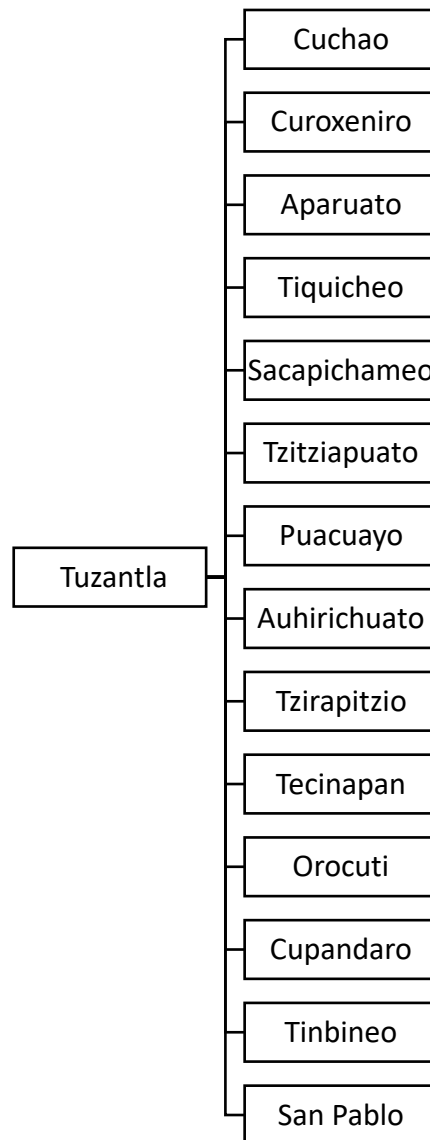 Cuchao
Curoxeniro
Aparuato
Tiquicheo
Sacapichameo
Tzitziapuato
Puacuayo
Tuzantla
Auhirichuato
Tzirapitzio
Tecinapan
Orocuti
Cupandaro
Tinbineo
San Pablo